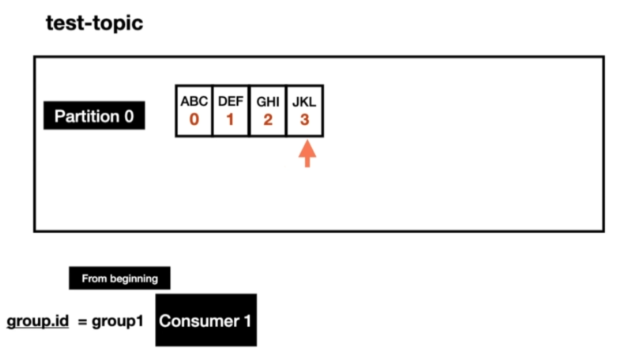 test-topic
Partition 0
ABC DEF GHI JKL
0 1 2 3
From beginning
group.id = group1 Consumer 1